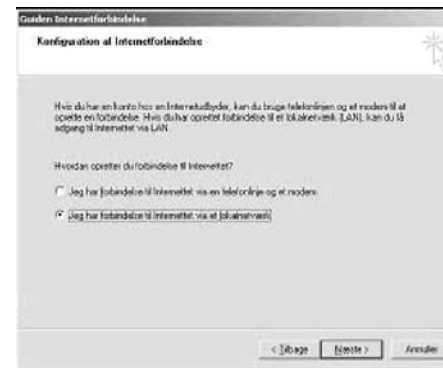 Guiden Internetforbindelse
Konfiguration af Internetforbindelse
Hvis du har en konto hos en Internetudbyder, kan du bruge telefonlinjen og et modem til at
oprette en forbindelse. Hvis du har oprettet forbindelse til et lokalnetværk (LAN), kan du få
adgang til Internettet via LAN.
Hvordan opretter du forbindelse til Internettet?
Jeg har forbindelse til Internettet via en telefonlinje og et modem
Jeg har forbindelse til Internettet via et lokalnetværk
< Tilbage Næste > Annuller